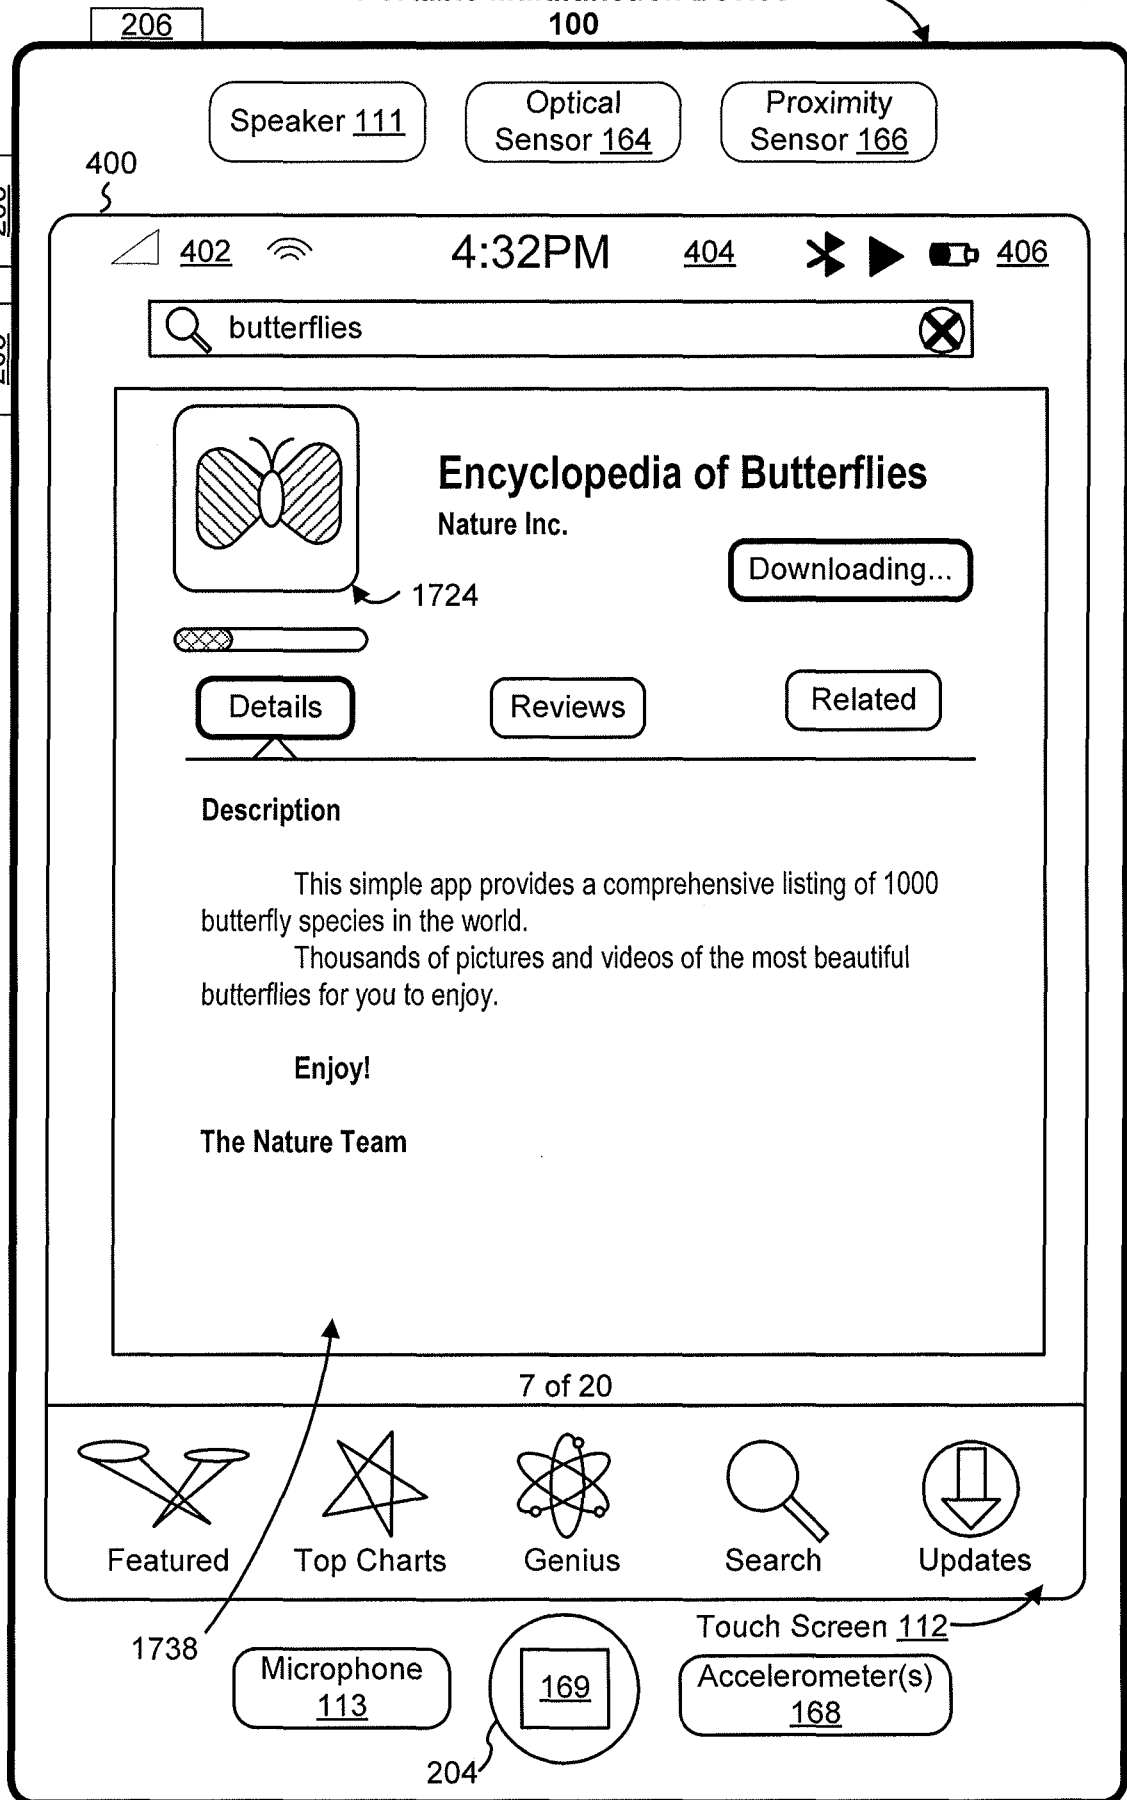 206
100
Speaker 111
Optical
Sensor 164
Proximity
Sensor 166
400
402
4:32PM
404
406
butterflies
Encyclopedia of Butterflies
Nature Inc.
Downloading...
1724
Details
Reviews
Related
Description
This simple app provides a comprehensive listing of 1000
butterfly species in the world.
Thousands of pictures and videos of the most beautiful
butterflies for you to enjoy.
Enjoy!
The Nature Team
7 of 20
Featured
Top Charts
Genius
Search
Updates
Touch Screen 112
1738
Microphone
113
169
Accelerometer(s)
168
204